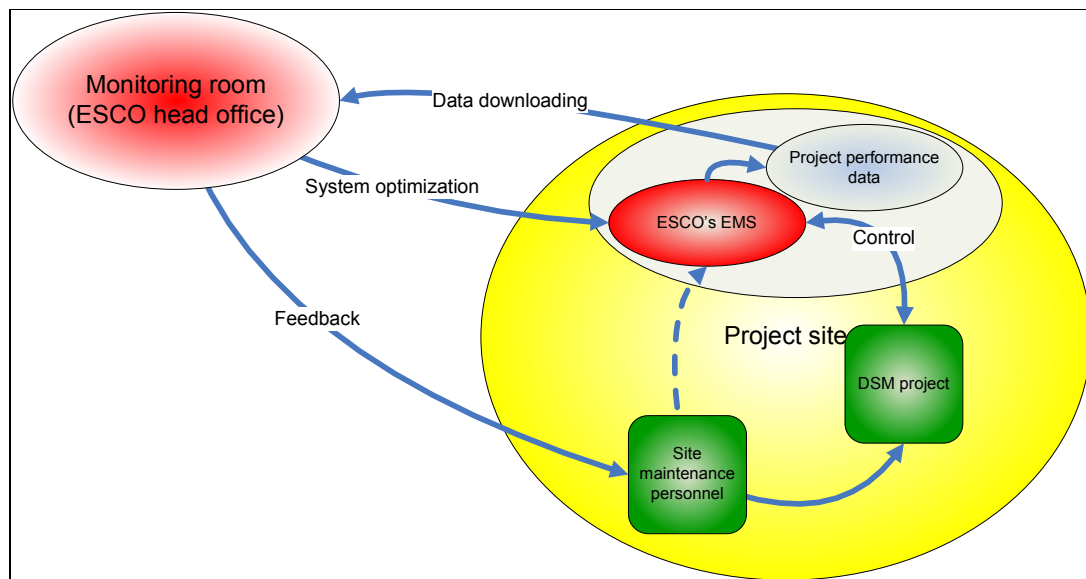 Monitoring room
(ESCO head office)
Data downloading
Project performance
data
System optimization
ESCO's EMS
Control
Feedback
Project site
DSM project
Site
maintenance
personnel